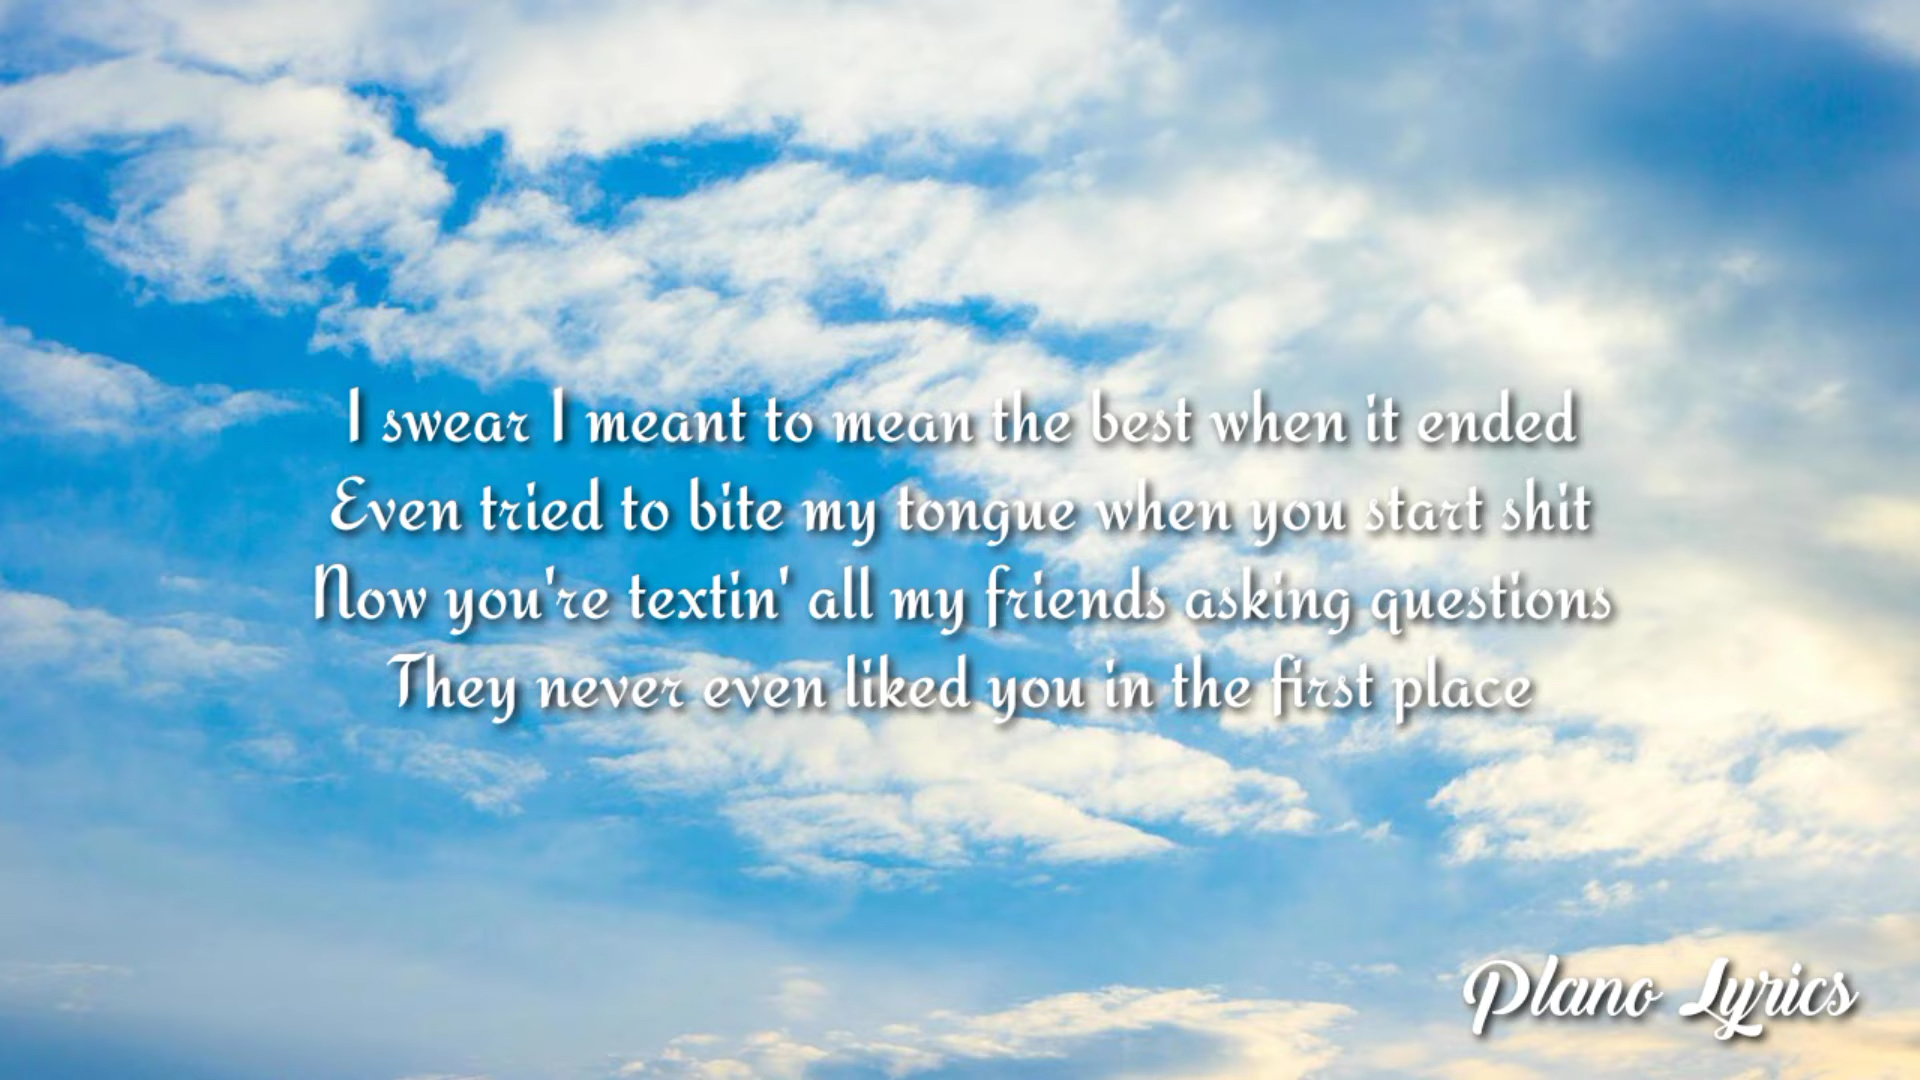 I swear I meant to mean the best when it ended
Even tried to bite my tongue when you start shit
Now you're textin' all my friends asking questions
They never even liked you in the first place
Plano Lyrics